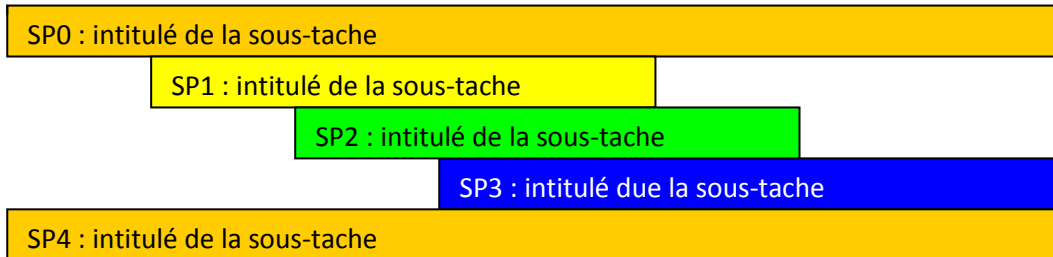 SP0 : intitulé de la sous-tache
SP1 : intitulé de la sous-tache
SP2 : intitulé de la sous-tache
SP3 : intitulé due la sous-tache
SP4 : intitulé de la sous-tache